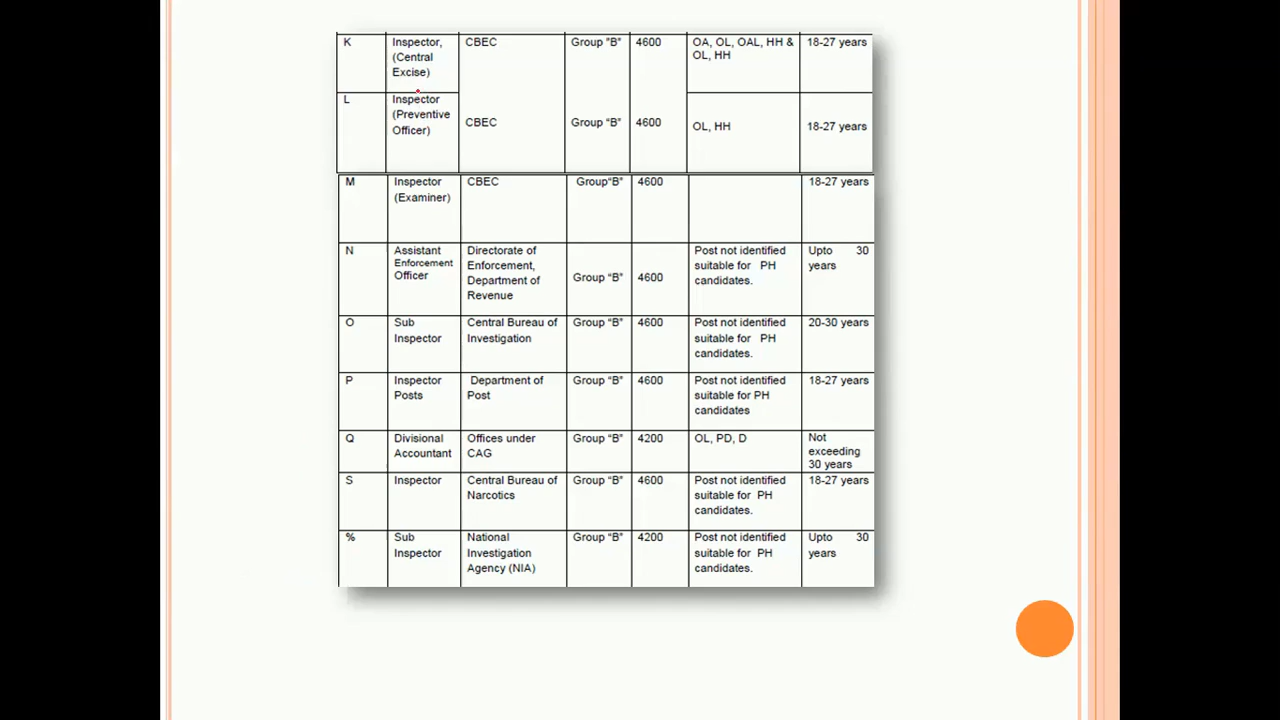 K Inspector, CBEC Group "B" 4600 OA, OL, OAL, HH & 18-27 years
(Central OL, HH
Excise)
L Inspector
(Preventive CBEC Group "B" 4600 OL, HH 18-27 years
Officer)
M Inspector CBEC Group"B" 4600 18-27 years
(Examiner)
N Assistant Directorate of Post not identified Upto 30
Enforcement Enforcement, suitable for PH years
Officer Department of Group "B" 4600 candidates.
Revenue
O Sub Central Bureau of Group "B" 4600 Post not identified 20-30 years
Inspector Investigation suitable for PH
candidates.
P Inspector Department of Group "B" 4600 Post not identified 18-27 years
Posts Post suitable for PH
candidates
Q Divisional Offices under Group "B" 4200 OL, PD, D Not
Accountant CAG exceeding
30 years
S Inspector Central Bureau of Group "B" 4600 Post not identified 18-27 years
Narcotics suitable for PH
candidates.
% Sub National Group "B" 4200 Post not identified Upto 30
Inspector Investigation suitable for PH years
Agency (NIA) candidates.